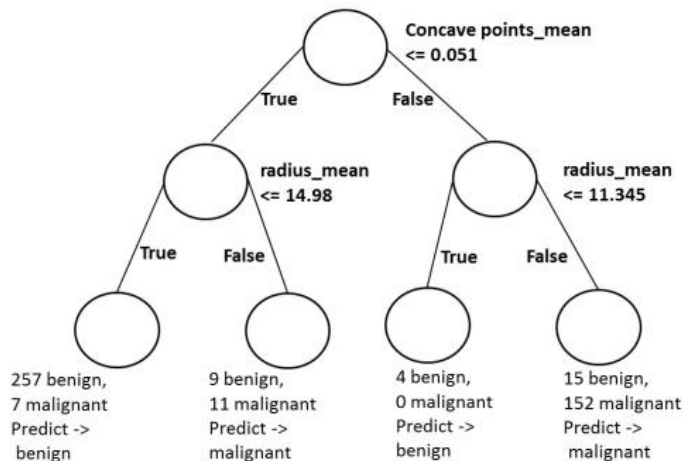 Concave points_mean
<= 0.051
True
False
radius_mean
<= 14.98
radius_mean
<= 11.345
True
False
True
False
257 benign,
7 malignant
Predict ->
benign
9 benign,
11 malignant
Predict ->
malignant
4 benign,
0 malignant
Predict ->
benign
15 benign,
152 malignant
Predict ->
malignant